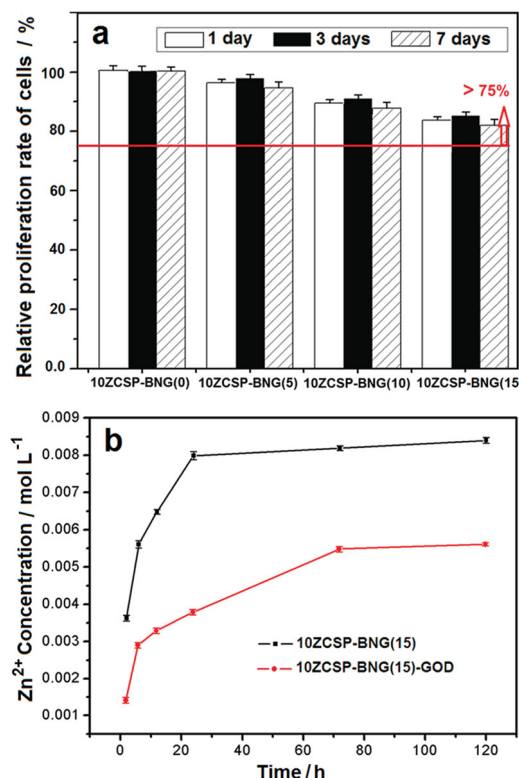 a
1 day 3 days 7 days
> 75%
Relative proliferation rate of cells / %
100
80
60
40
20
0.0
10ZCSP-BNG(0) 10ZCSP-BNG(5) 10ZCSP-BNG(10) 10ZCSP-BNG(15
b
Zn2+ Concentration / mol L-1
0.009
0.008
0.007
0.006
0.005
0.004
0.003
0.002
0.001
10ZCSP-BNG(15)
10ZCSP-BNG(15)-GOD
0 20 40 60 80 100 120
Time / h